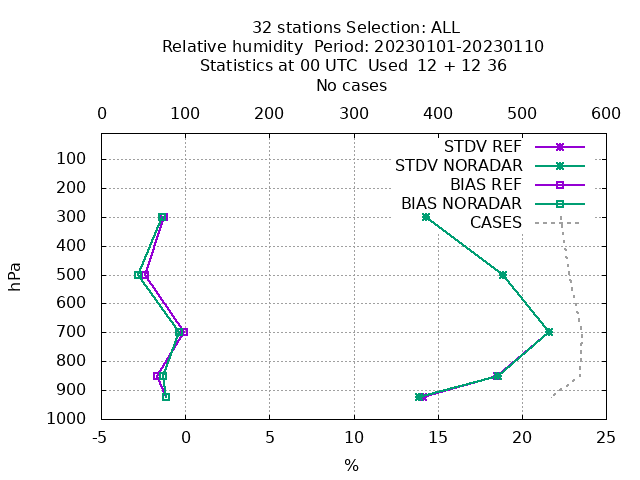 32 stations Selection: ALL
Relative humidity  Period: 20230101-20230110
Statistics at 00 UTC  Used  12 + 12 36
No cases
0 100 200 300 400 500 600
STDV REF
STDV NORADAR
BIAS REF
BIAS NORADAR
CASES
100
200
300
400
500
600
700
800
900
1000
hPa
-5 0 5 10 15 20 25
%